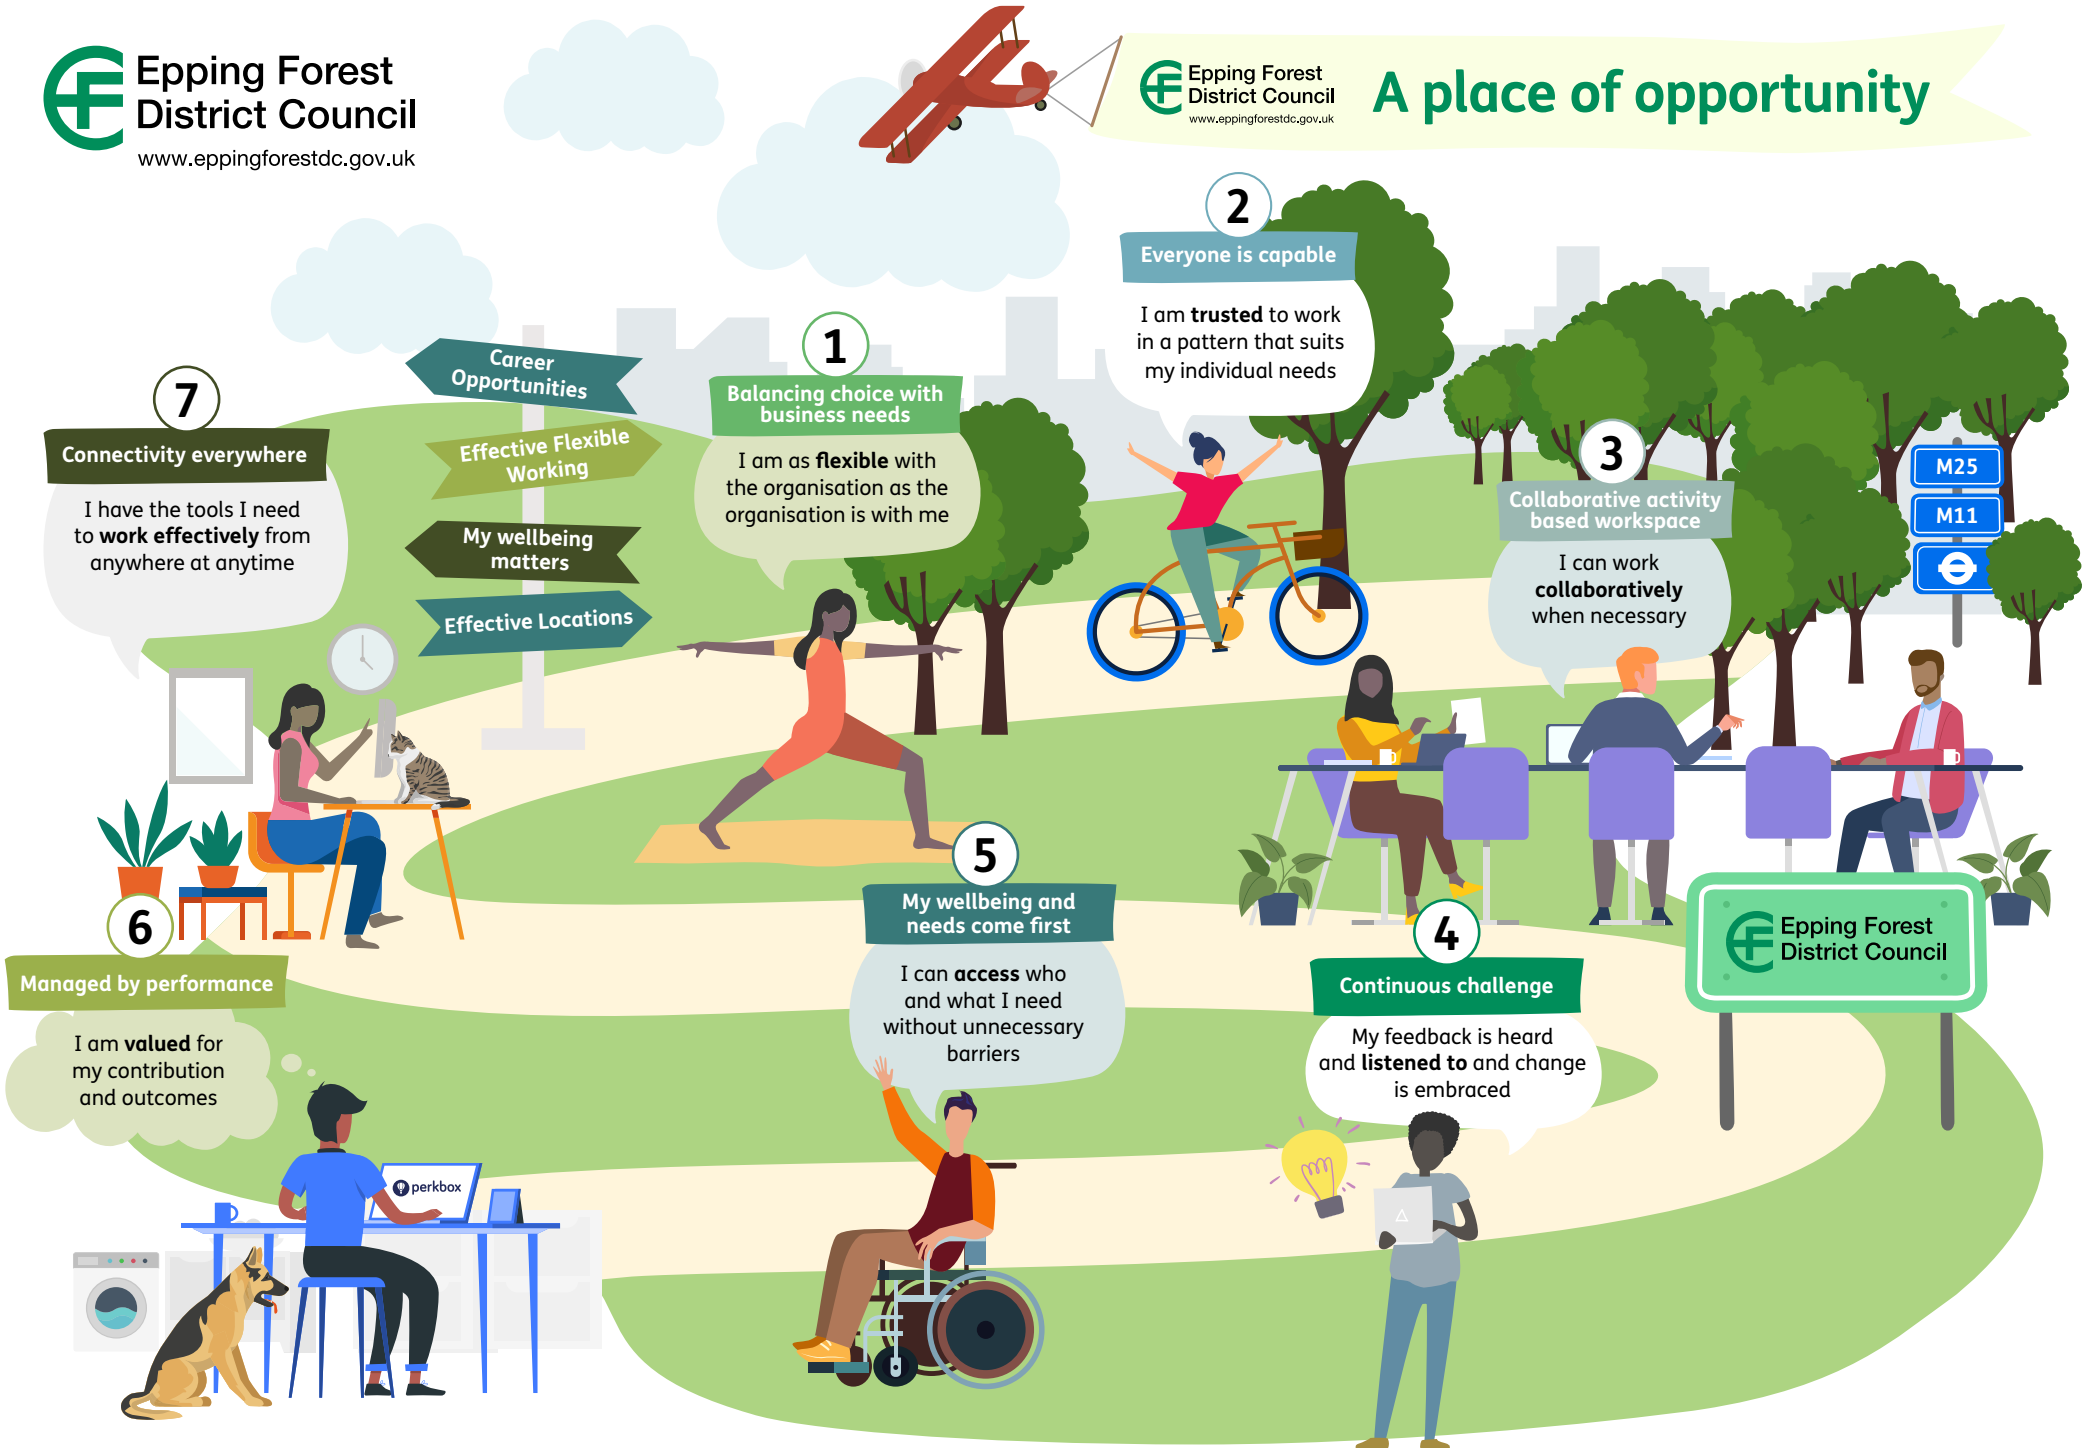 Epping Forest
District Council
www.eppingforestdc.gov.uk
Epping Forest
District Council
www.eppingforestdc.gov.uk
A place of opportunity
1
Balancing choice with
business needs
I am as flexible with
the organisation as the
organisation is with me
2
Everyone is capable
I am trusted to work
in a pattern that suits
my individual needs
3
Collaborative activity
based workspace
I can work
collaboratively
when necessary
M25
M11
Career
Opportunities
Effective Flexible
Working
My wellbeing
matters
Effective Locations
7
Connectivity everywhere
I have the tools I need
to work effectively from
anywhere at anytime
4
Continuous challenge
My feedback is heard
and listened to and change
is embraced
Epping Forest
District Council
5
My wellbeing and
needs come first
I can access who
and what I need
without unnecessary
barriers
6
Managed by performance
I am valued for
my contribution
and outcomes
perkbox